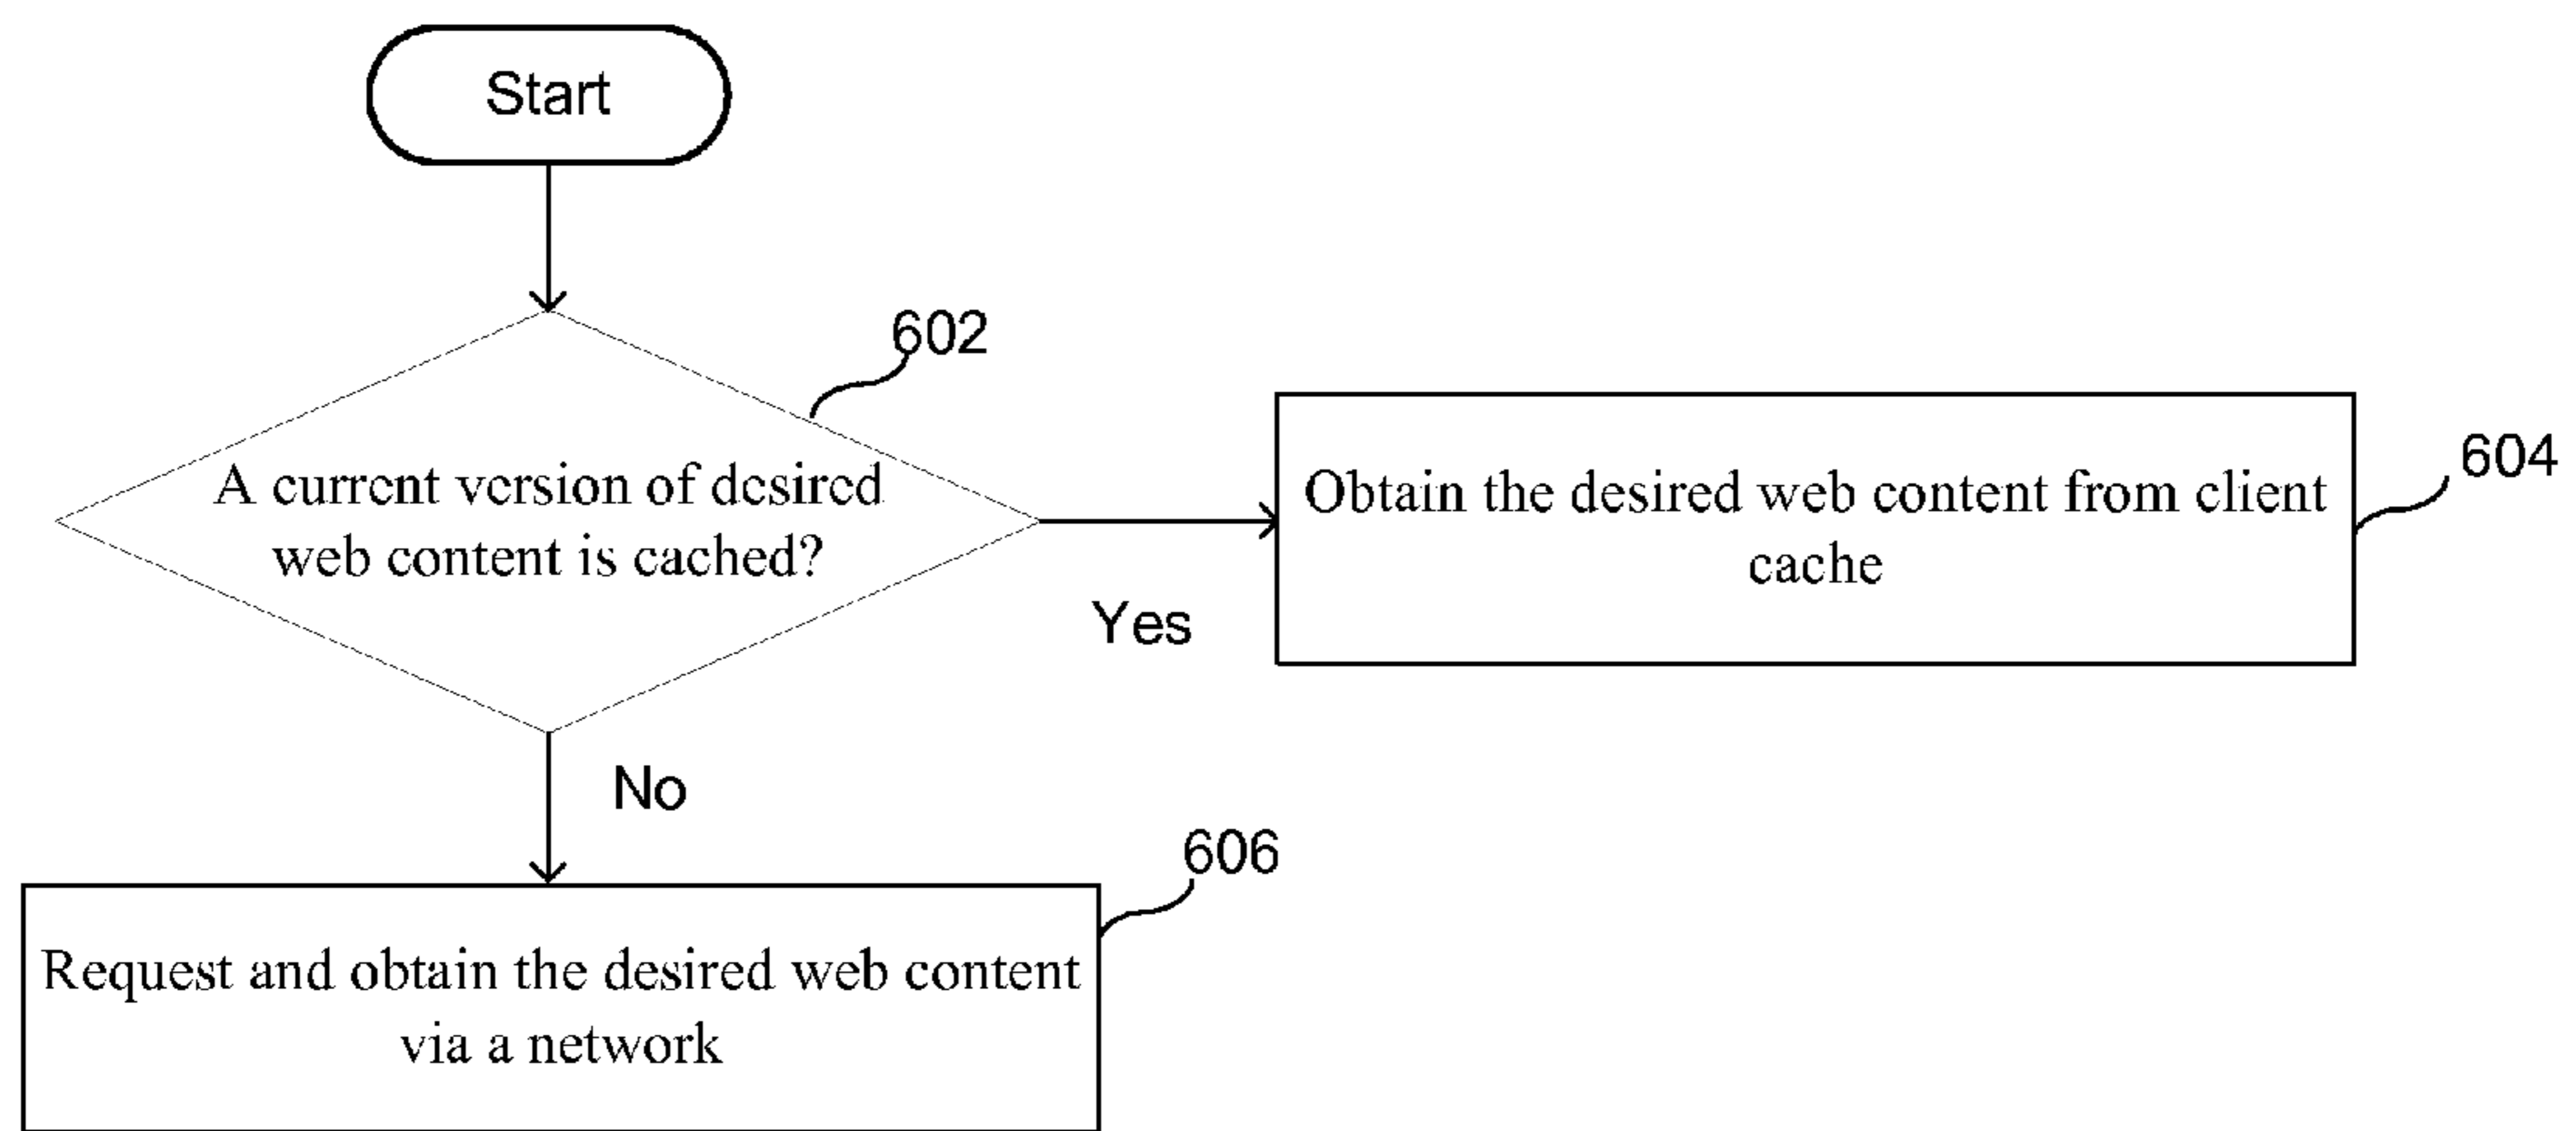 Start
602
A current version of desired
web content is cached?
Yes
Obtain the desired web content from client
cache
604
No
606
Request and obtain the desired web content
via a network